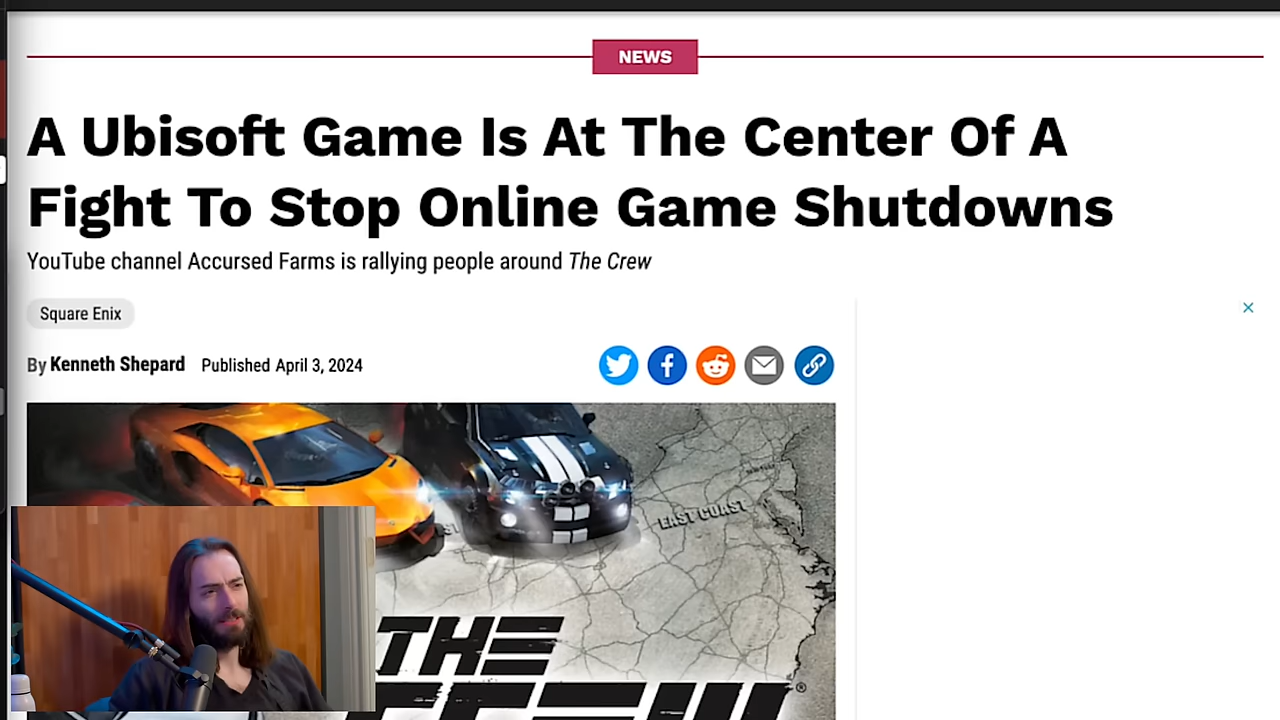 NEWS
A Ubisoft Game Is At The Center Of A
Fight To Stop Online Game Shutdowns
YouTube channel Accursed Farms is rallying people around The Crew
Square Enix
By Kenneth Shepard Published April 3, 2024
EAST COAST
THE